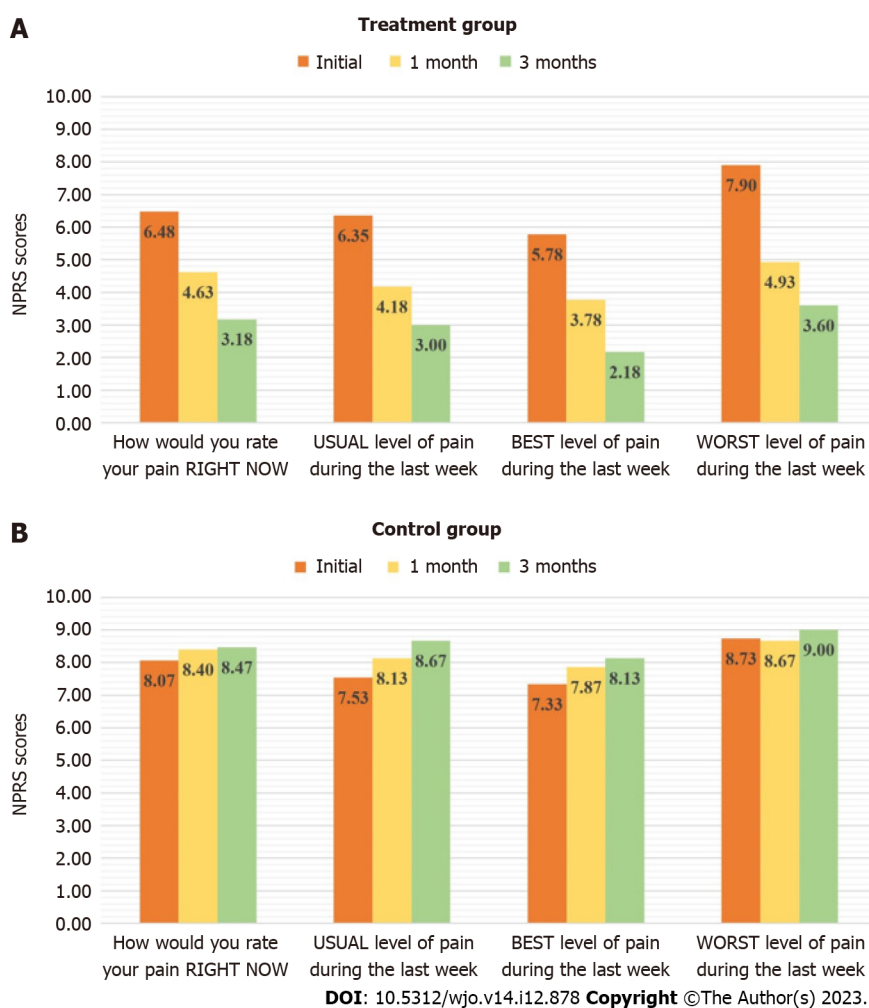 A
Treatment group
Initial 1 month 3 months
10.00
9.00
8.00
7.00
6.00
5.00
4.00
3.00
2.00
1.00
0.00
NPRS scores
6.48 4.63 3.18
6.35 4.18 3.00
5.78 3.78 2.18
7.90 4.93 3.60
How would you rate
your pain RIGHT NOW
USUAL level of pain
during the last week
BEST level of pain
during the last week
WORST level of pain
during the last week
B
Control group
Initial 1 month 3 months
10.00
9.00
8.00
7.00
6.00
5.00
4.00
3.00
2.00
1.00
0.00
NPRS scores
8.07 8.40 8.47
7.53 8.13 8.67
7.33 7.87 8.13
8.73 8.67 9.00
How would you rate
your pain RIGHT NOW
USUAL level of pain
during the last week
BEST level of pain
during the last week
WORST level of pain
during the last week
DOI: 10.5312/wjo.v14.i12.878 Copyright ©The Author(s) 2023.